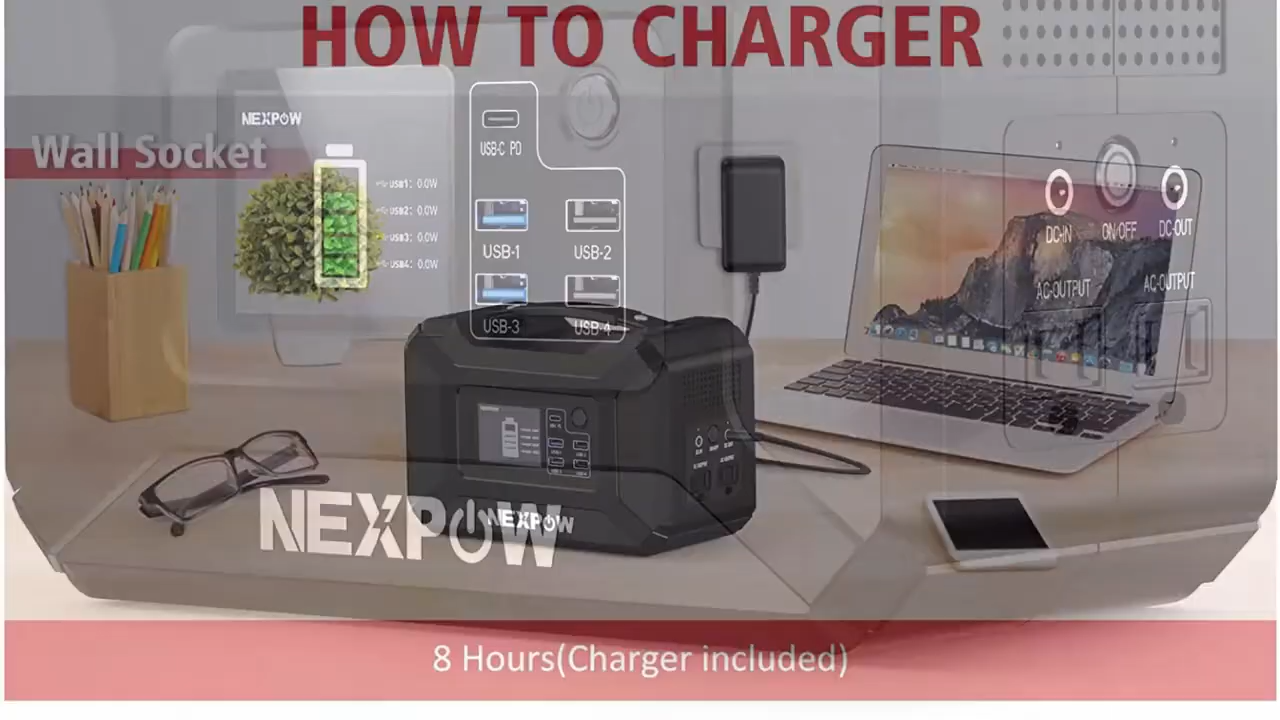 HOW TO CHARGER
Wall Socket
NEXPOW
USB-C PD
USB1: 0.0W
USB2: 0.0W
USB3: 0.0W
USB4: 0.0W
USB-1
USB-2
USB-3
USB-4
DC-IN
ON/OFF
DC-OUT
AC-OUTPUT
AC-OUTPUT
NEXPOW
NEXPOW
8 Hours(Charger included)